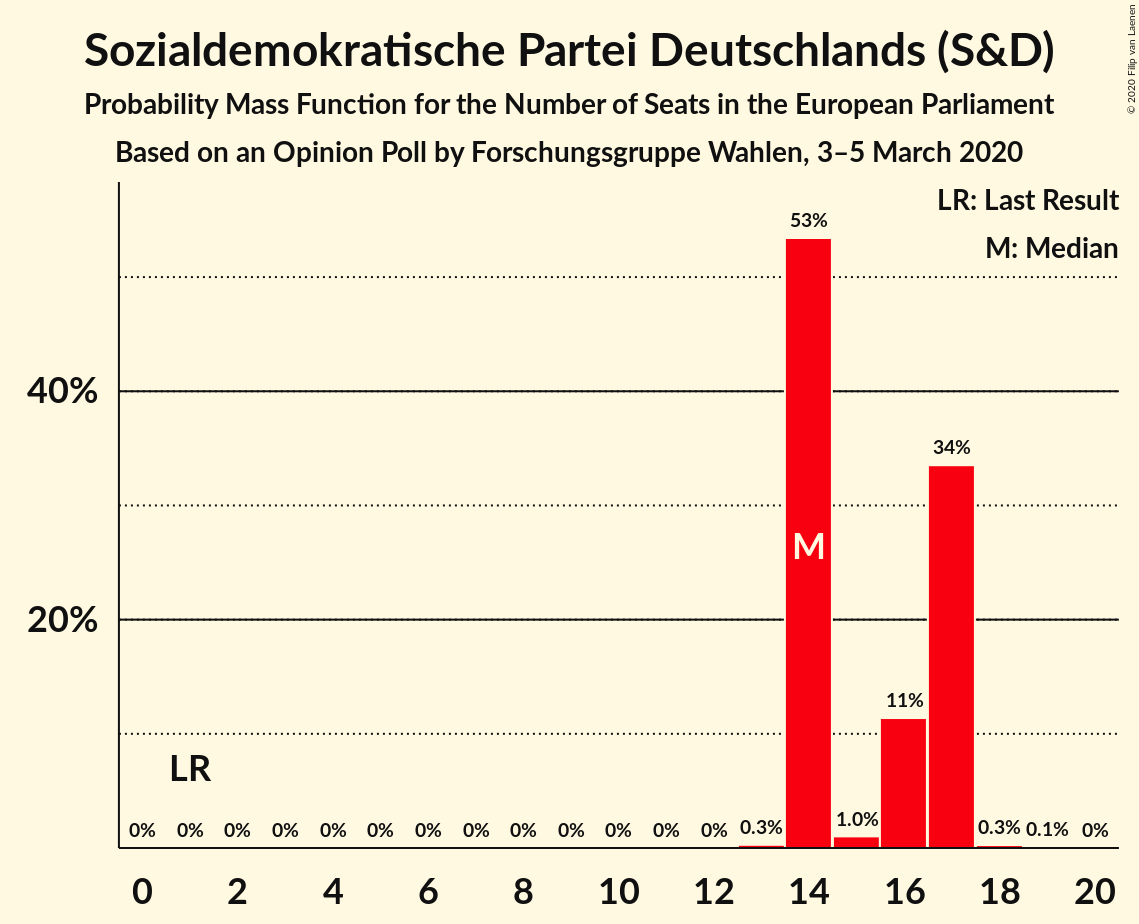 Sozialdemokratische Partei Deutschlands (S&D)
Probability Mass Function for the Number of Seats in the European Parliament
Based on an Opinion Poll by Forschungsgruppe Wahlen, 3–5 March 2020
© 2020 Filip van Laenen
LR: Last Result
M: Median
53%
40%
34%
M
20%
11%
LR
0% 0% 0% 0% 0% 0% 0% 0% 0% 0% 0% 0% 0% 0.3% 1.0% 0.3% 0.1% 0%
0 2 4 6 8 10 12 14 16 18 20